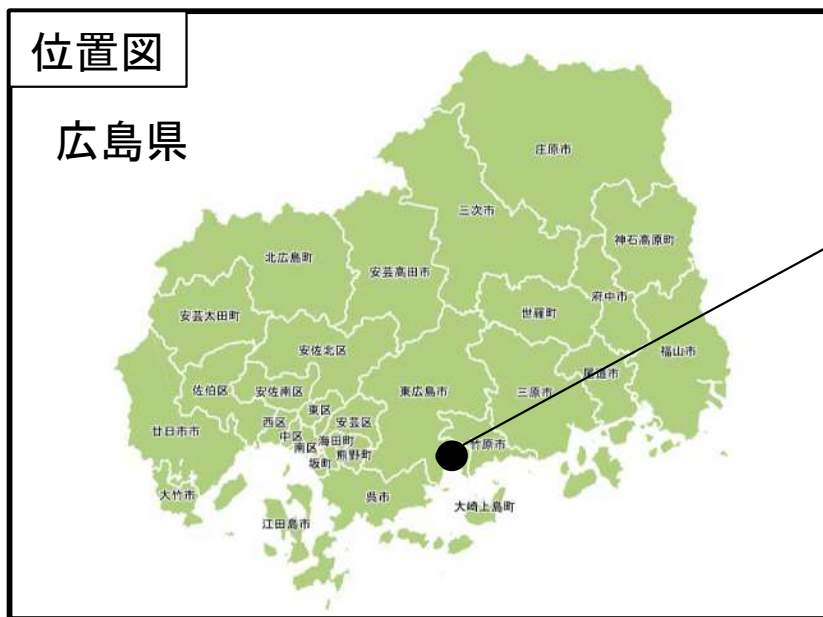 位置図
広島県
庄原市
三次市
神石高原町
北広島町
安芸高田市
府中市
世羅町
安芸太田町
福山市
安佐北区
尾道市
佐伯区
安佐南区
東広島市
三原市
東区
西区
安芸区
廿日市市
中区
海田町
竹原市
南区
熊野町
坂町
大竹市
呉市
大崎上島町
江田島市